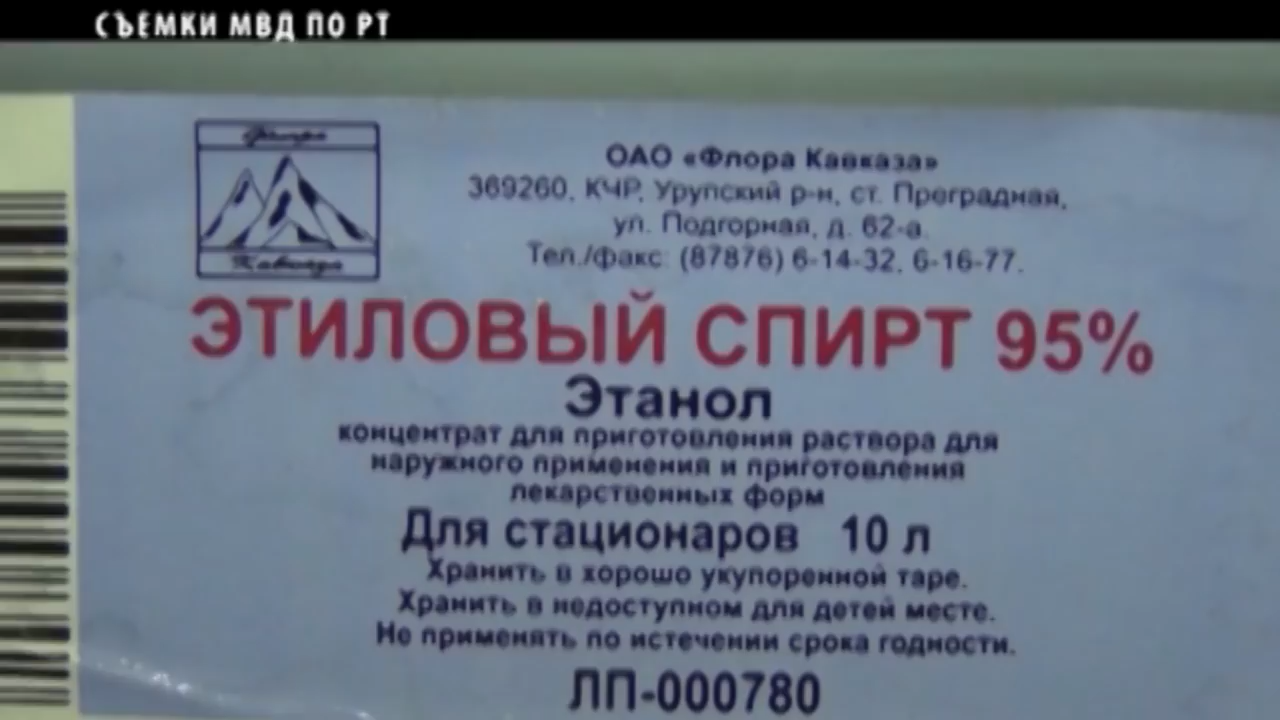 СЪЕМКИ МВД ПО РТ
Флора
Кавказа
ОАО «Флора Кавказа»
369260, КЧР, Урупский р-н, ст. Преградная,
ул. Подгорная, д. 62-а.
Тел./факс: (87876) 6-14-32, 6-16-77.
ЭТИЛОВЫЙ СПИРТ 95%
Этанол
концентрат для приготовления раствора для
наружного применения и приготовления
лекарственных форм
Для стационаров 10 л
Хранить в хорошо укупоренной таре.
Хранить в недоступном для детей месте.
Не применять по истечении срока годности.
ЛП-000780